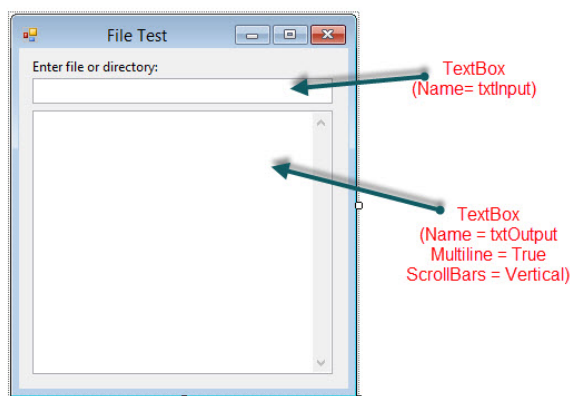 File Test
Enter file or directory:
TextBox
(Name= txtInput)
TextBox
(Name = txtOutput
Multiline = True
ScrollBars = Vertical)